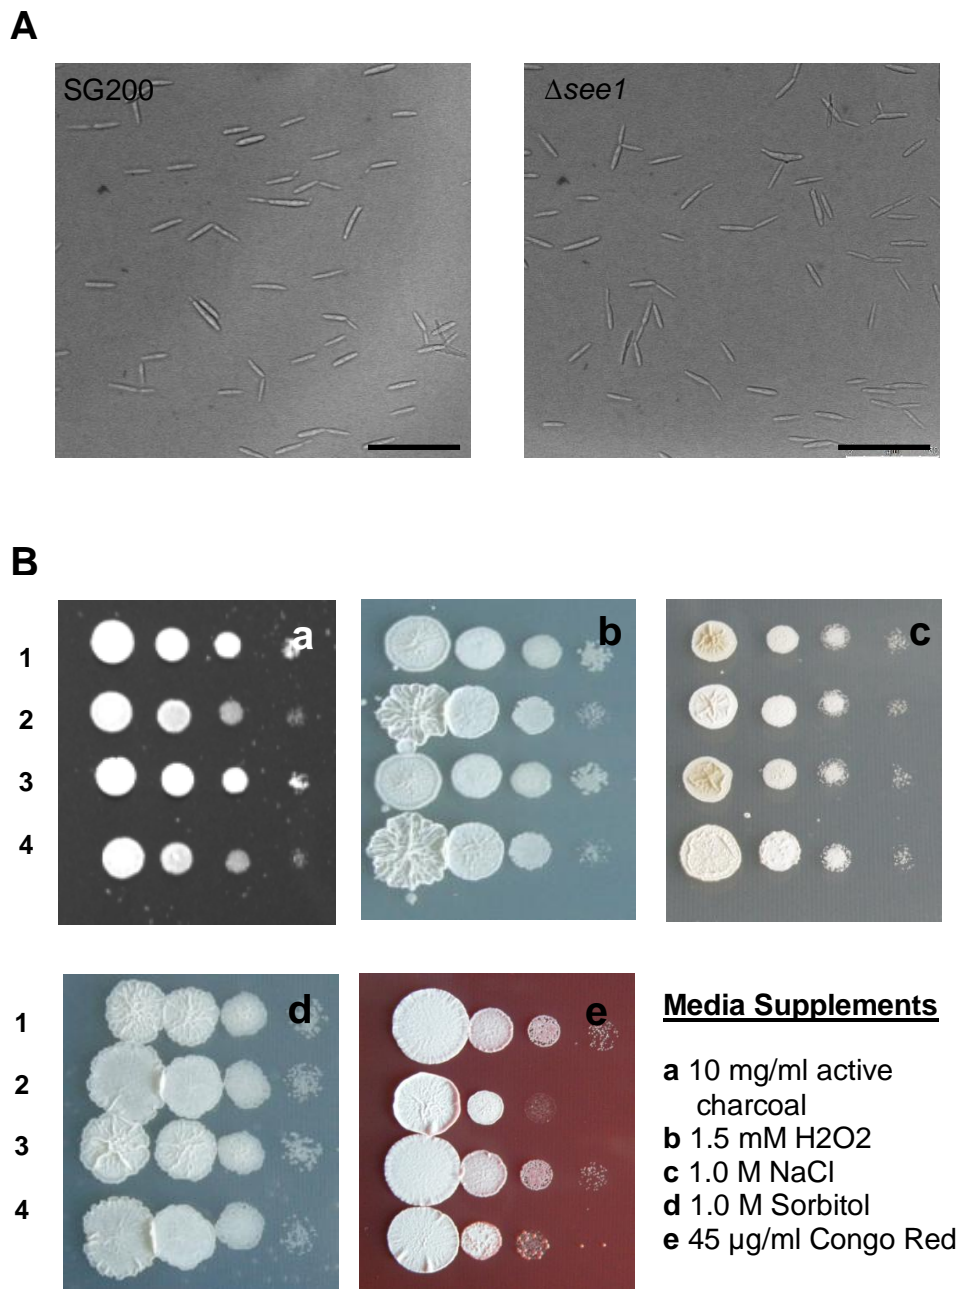 A
SG200
Δsee1
B
a
b
c
1
2
3
4
d
e
1
2
3
4
Media Supplements
a 10 mg/ml active
charcoal
b 1.5 mM H2O2
c 1.0 M NaCl
d 1.0 M Sorbitol
e 45 µg/ml Congo Red